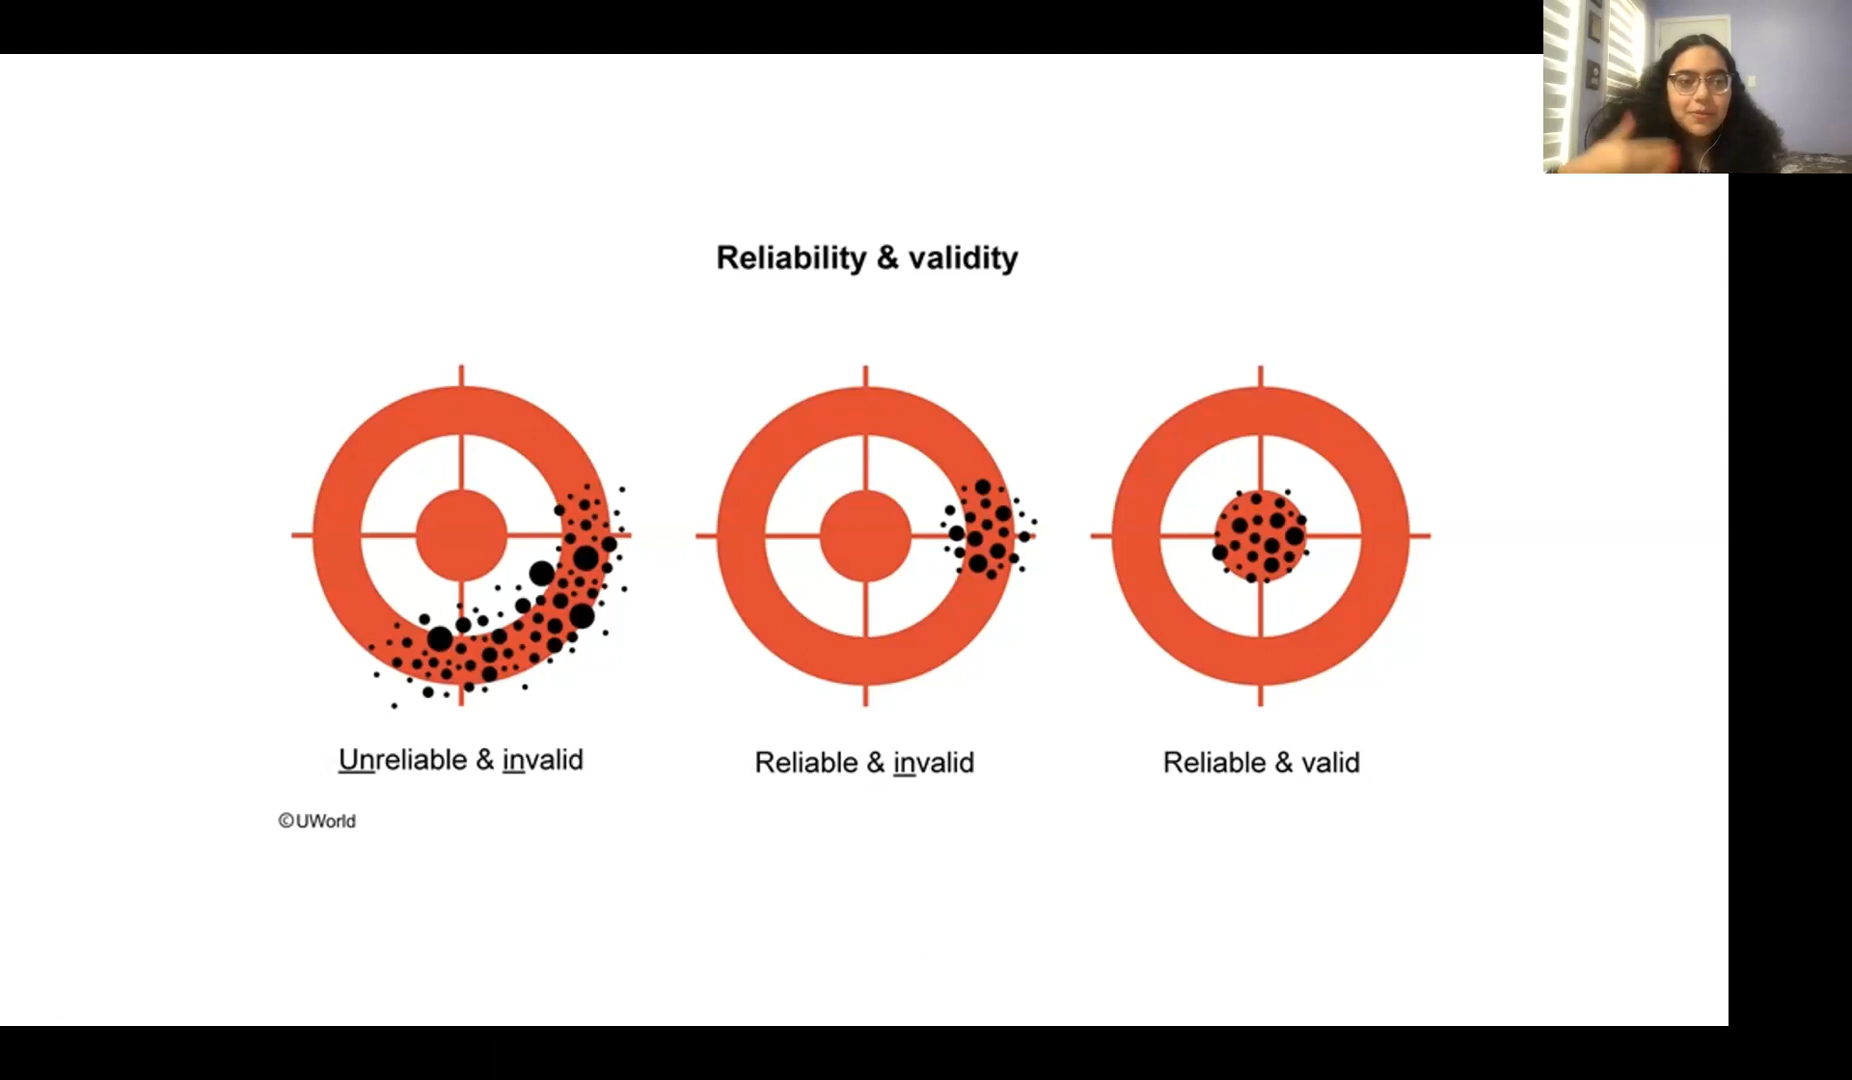 Reliability & validity
Unreliable & invalid
Reliable & invalid
Reliable & valid
©UWorld